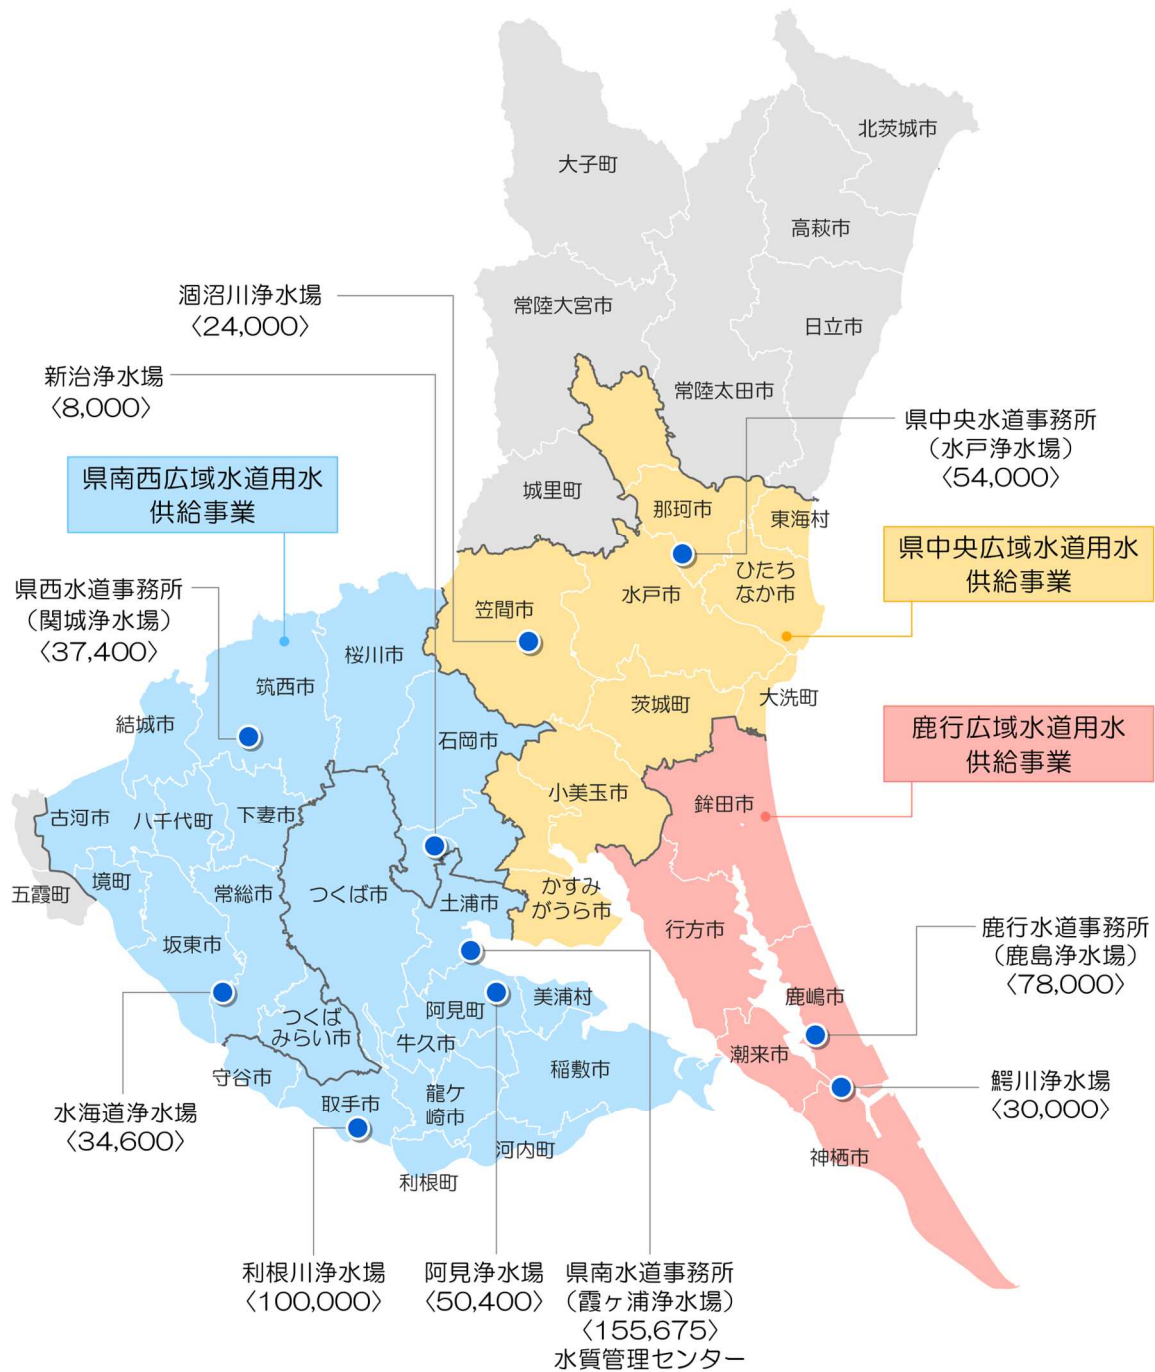 北茨城市
大子町
高萩市
涸沼川浄水場
〈24,000〉
常陸大宮市
日立市
新治浄水場
〈8,000〉
常陸太田市
県中央水道事務所
（水戸浄水場）
〈54,000〉
県南西広域水道用水
供給事業
城里町
那珂市
東海村
県中央広域水道用水
供給事業
県西水道事務所
（関城浄水場）
〈37,400〉
ひたち
なか市
水戸市
笠間市
桜川市
筑西市
茨城町
大洗町
結城市
石岡市
鹿行広域水道用水
供給事業
小美玉市
鉾田市
古河市
八千代町
下妻市
五霞町
境町
常総市
つくば市
土浦市
かすみ
がうら市
行方市
坂東市
鹿行水道事務所
（鹿島浄水場）
〈78,000〉
鹿嶋市
美浦村
阿見町
つくば
みらい市
牛久市
潮来市
稲敷市
守谷市
取手市
龍ケ
崎市
鰐川浄水場
〈30,000〉
水海道浄水場
〈34,600〉
河内町
神栖市
利根町
利根川浄水場
〈100,000〉
阿見浄水場
〈50,400〉
県南水道事務所
（霞ヶ浦浄水場）
〈155,675〉
水質管理センター